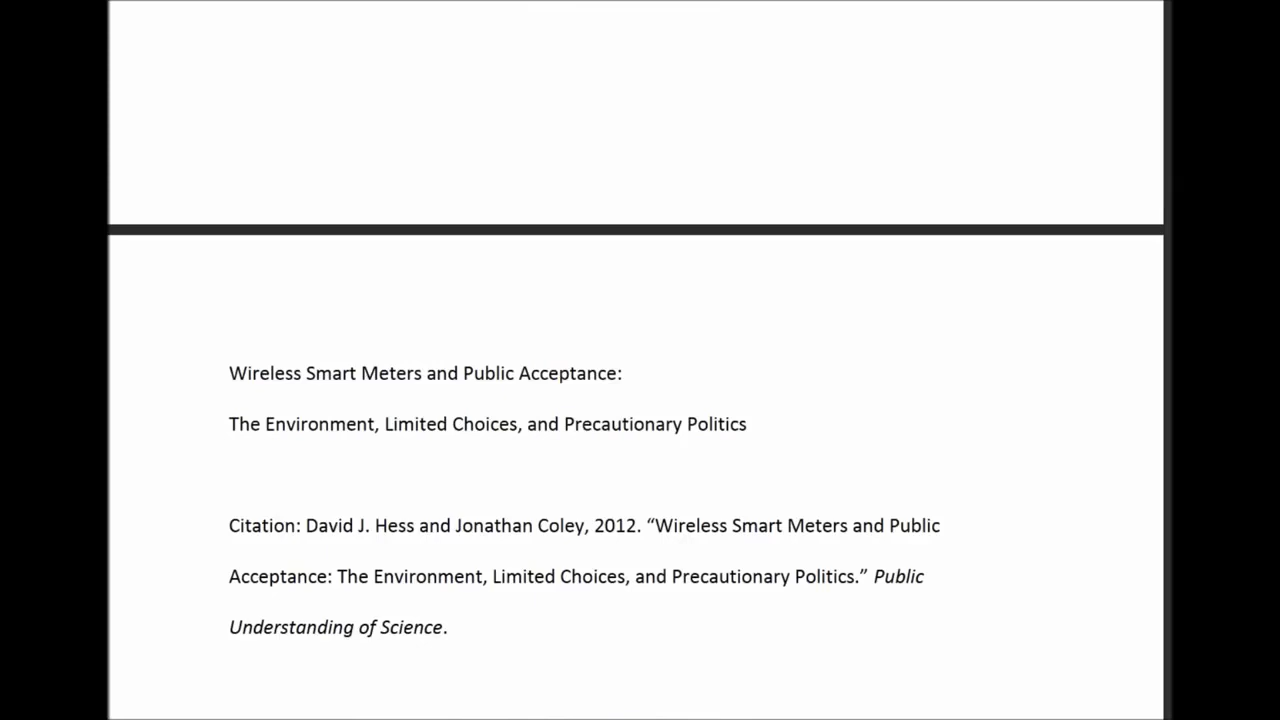 Wireless Smart Meters and Public Acceptance:
The Environment, Limited Choices, and Precautionary Politics
Citation: David J. Hess and Jonathan Coley, 2012. “Wireless Smart Meters and Public
Acceptance: The Environment, Limited Choices, and Precautionary Politics.” Public
Understanding of Science.